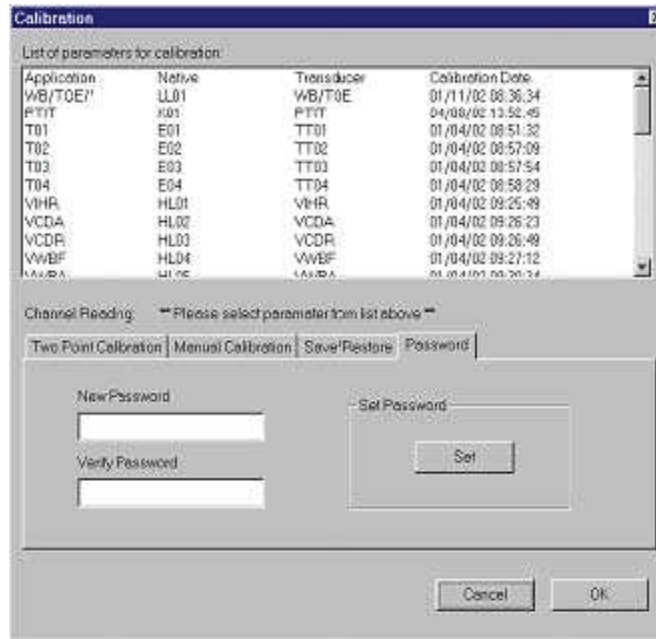 Calibration
List of parameters for calibration:
Application Native Transducer Calibration Date
WB/TOE/" LL01 WB/TOE 01/11/02 08:36:34
PTIT K01 PTIT 04/08/02 13:52:45
T01 E01 TT01 01/04/02 08:51:32
T02 E02 TT02 01/04/02 08:57:09
T03 E03 TT03 01/04/02 08:57:54
T04 E04 TT04 01/04/02 08:58:29
VIHR HL01 VIHR 01/04/02 09:25:49
VCDA HL02 VCDA 01/04/02 09:26:23
VCDR HL03 VCDR 01/04/02 09:26:49
VWBF HL04 VWBF 01/04/02 09:27:12
Channel Reading: ** Please select parameter from list above **
Two Point Calibration Manual Calibration Save/Restore Password
New Password
Set Password
Set
Verify Password
Cancel OK